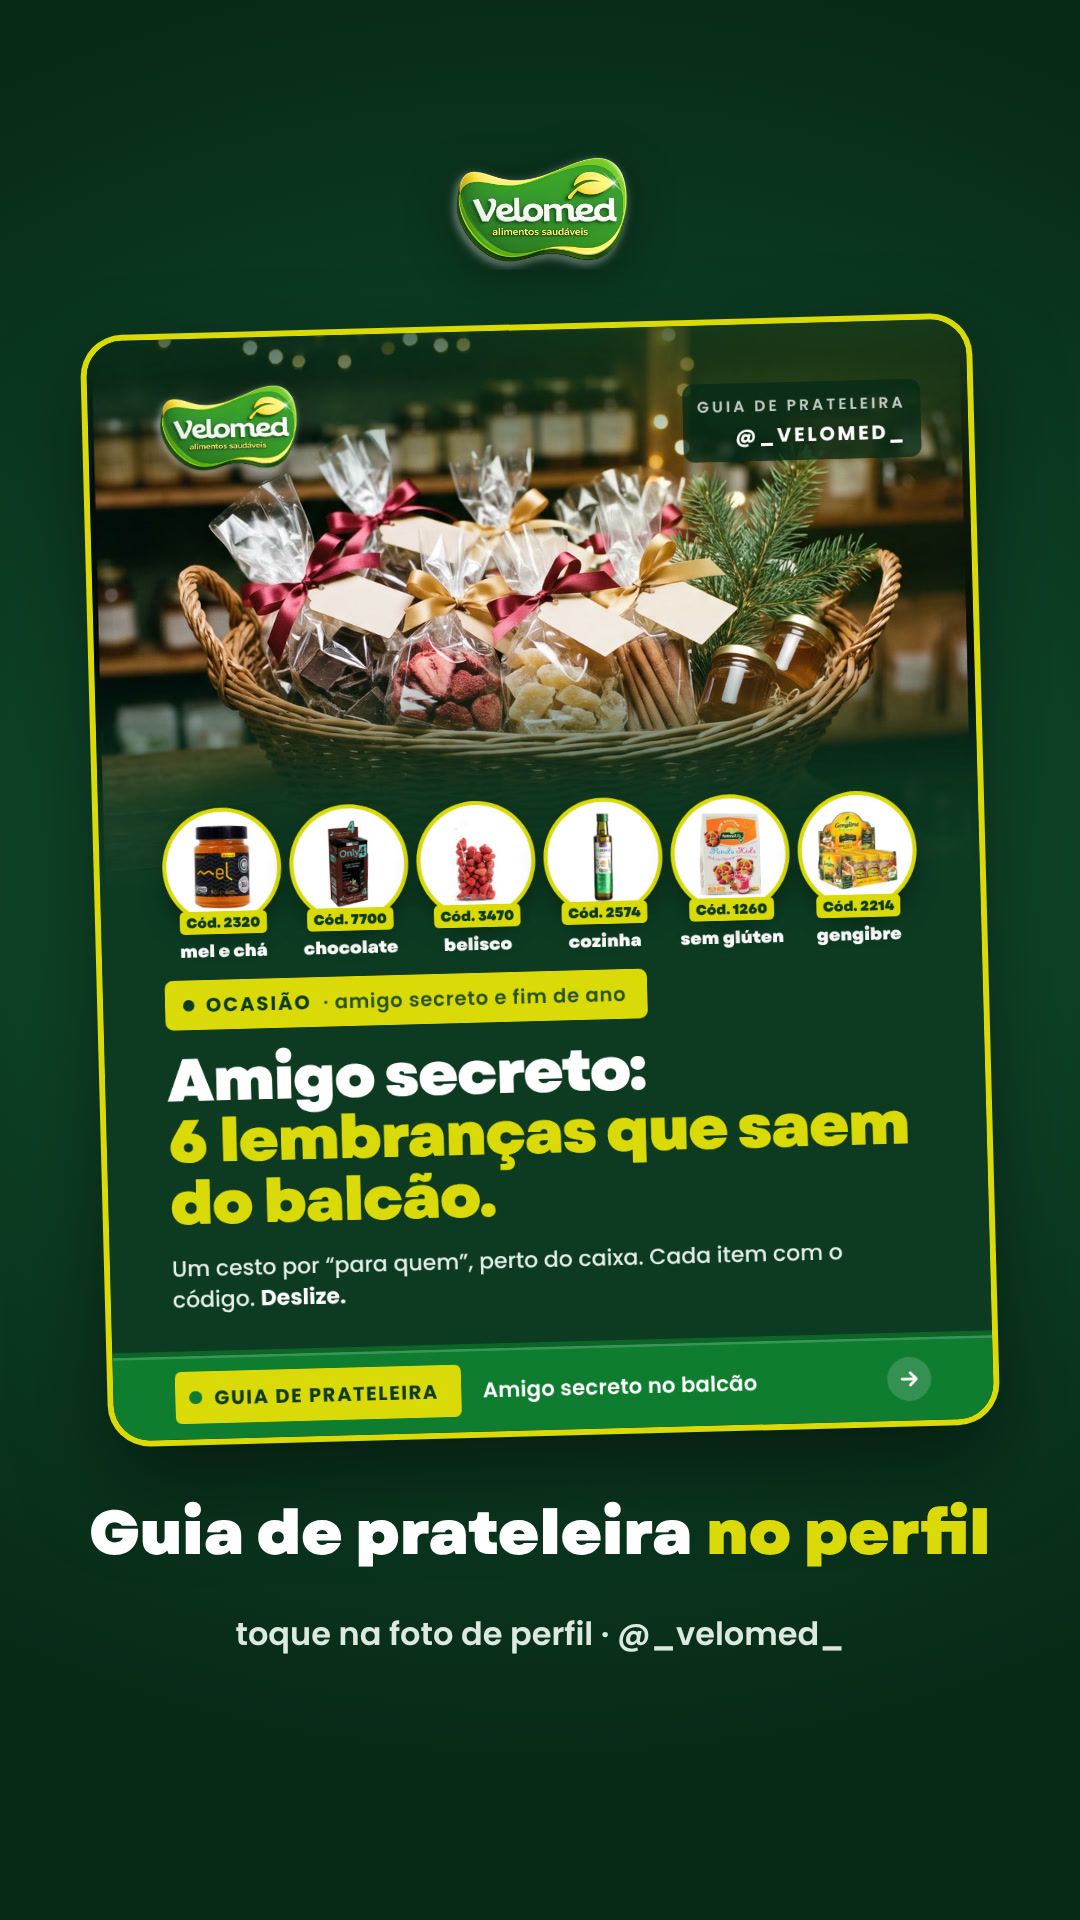 Velomed
alimentos saudáveis
Velomed
alimentos saudáveis
GUIA DE PRATELEIRA
@_VELOMED_
mel
Only4
Gengibre
Cód. 2320
Cód. 7700
Cód. 3470
Cód. 2574
Cód. 1260
Cód. 2214
mel e chá
chocolate
belisco
cozinha
sem glúten
gengibre
OCASIÃO · amigo secreto e fim de ano
Amigo secreto:
6 lembranças que saem
do balcão.
Um cesto por “para quem”, perto do caixa. Cada item com o
código. Deslize.
GUIA DE PRATELEIRA
Amigo secreto no balcão
Guia de prateleira no perfil
toque na foto de perfil · @_velomed_